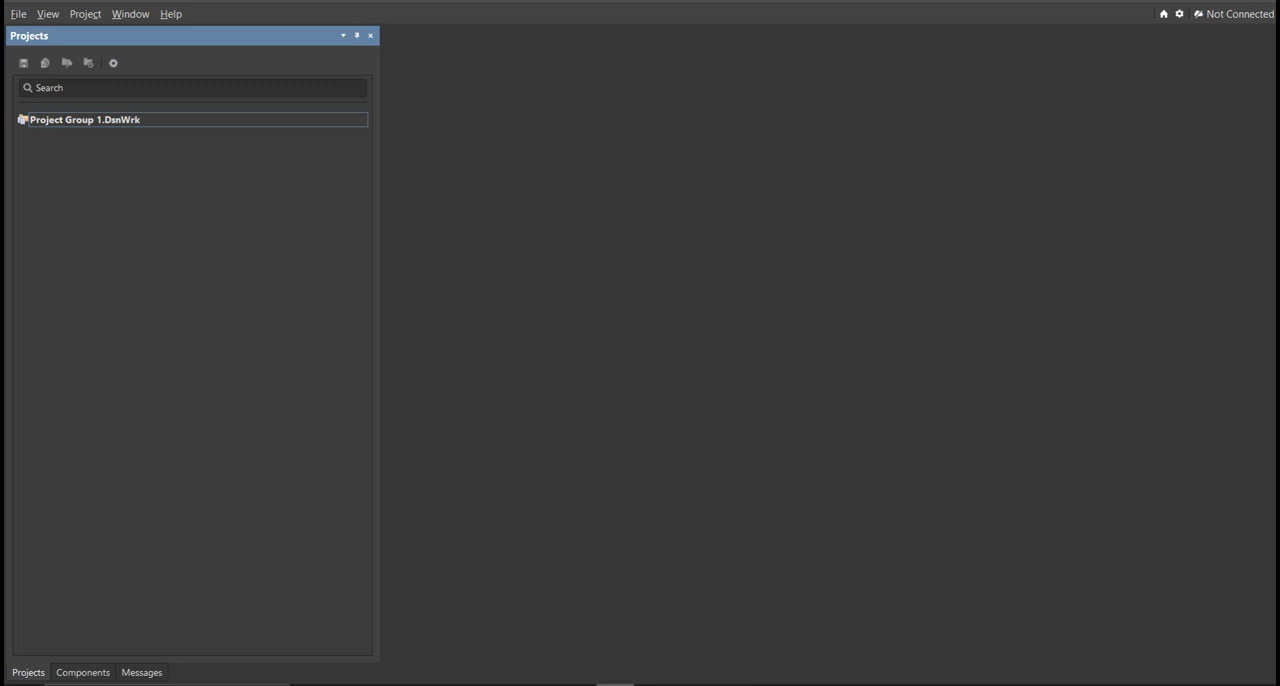 File View Project Window Help Not Connected
Projects
Search
Project Group 1.DsnWrk
Projects Components Messages